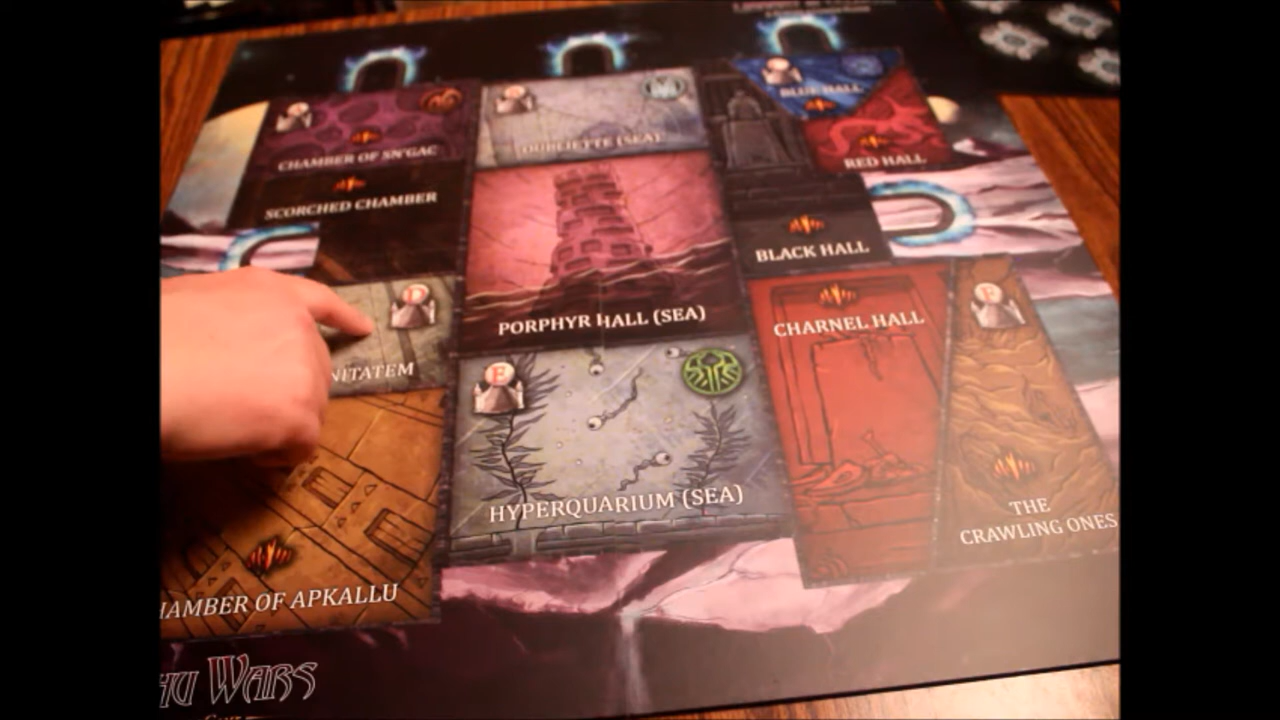 BLUE HALL
OUBLIETTE (SEA)
CHAMBER OF SN'GAC
RED HALL
SCORCHED CHAMBER
BLACK HALL
D
F
PORPHYR HALL (SEA)
CHARNEL HALL
NITATEM
E
HYPERQUARIUM (SEA)
THE
CRAWLING ONES
HAMBER OF APKALLU
HU WARS